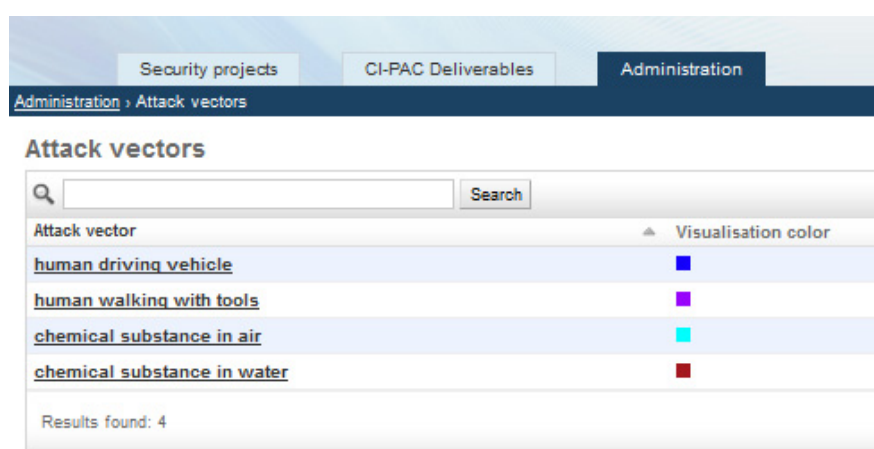 Security projects CI-PAC Deliverables Administration
Administration › Attack vectors
Attack vectors
Search
Attack vector Visualisation color
human driving vehicle
human walking with tools
chemical substance in air
chemical substance in water
Results found: 4